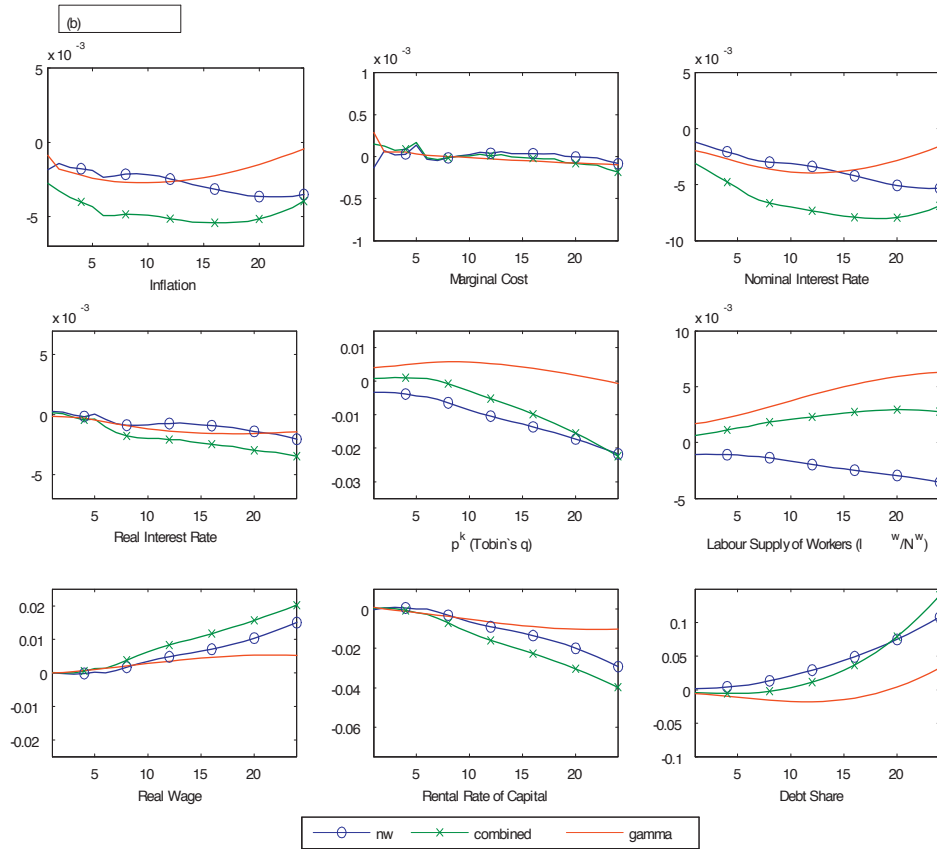 (b)
x 10 -3
5
0
-5
5 10 15 20
Inflation
x 10 -3
1
0.5
0
-0.5
-1
5 10 15 20
Marginal Cost
x 10 -3
5
0
-5
-10
5 10 15 20
Nominal Interest Rate
x 10 -3
5
0
-5
5 10 15 20
Real Interest Rate
0.01
0
-0.01
-0.02
-0.03
5 10 15 20
p k (Tobin`s q)
x 10 -3
10
5
0
-5
5 10 15 20
Labour Supply of Workers (l w/N w)
0.02
0.01
0
-0.01
-0.02
5 10 15 20
Real Wage
0
-0.02
-0.04
-0.06
5 10 15 20
Rental Rate of Capital
0.1
0.05
0
-0.05
-0.1
5 10 15 20
Debt Share
nw combined gamma